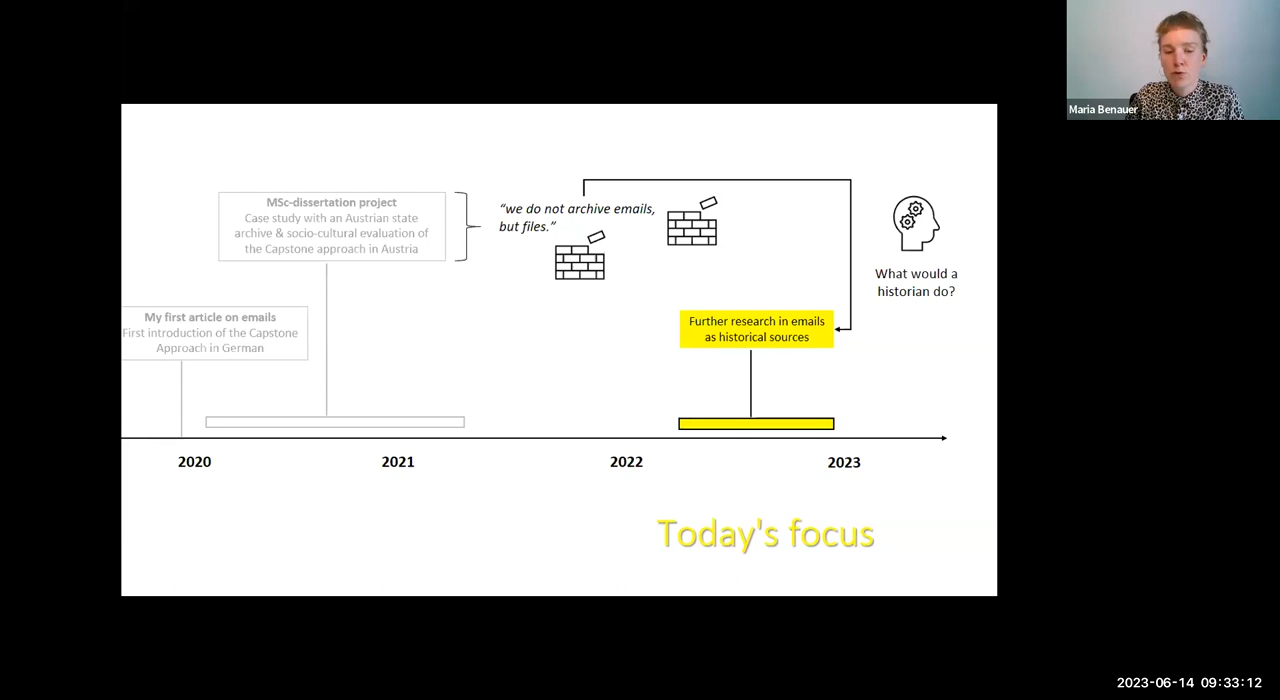 Maria Benauer
MSc-dissertation project
Case study with an Austrian state
archive & socio-cultural evaluation of
the Capstone approach in Austria
“we do not archive emails,
but files.”
What would a
historian do?
My first article on emails
First introduction of the Capstone
Approach in German
Further research in emails
as historical sources
2020
2021
2022
2023
Today's focus
2023-06-14 09:33:12